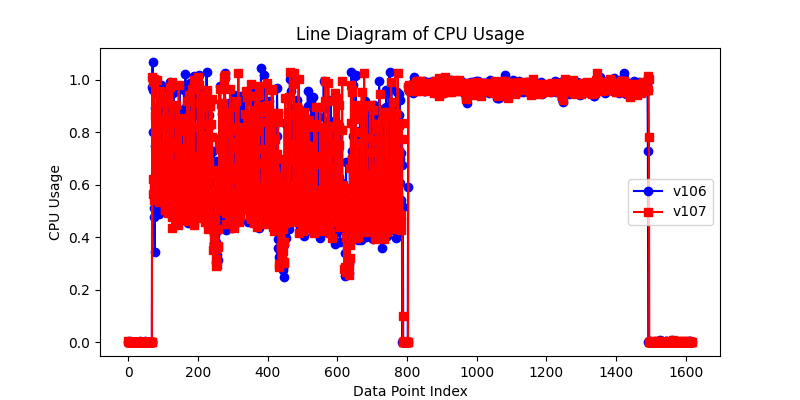 Line Diagram of CPU Usage
CPU Usage
1.0
0.8
0.6
0.4
0.2
0.0
v106
v107
0 200 400 600 800 1000 1200 1400 1600
Data Point Index